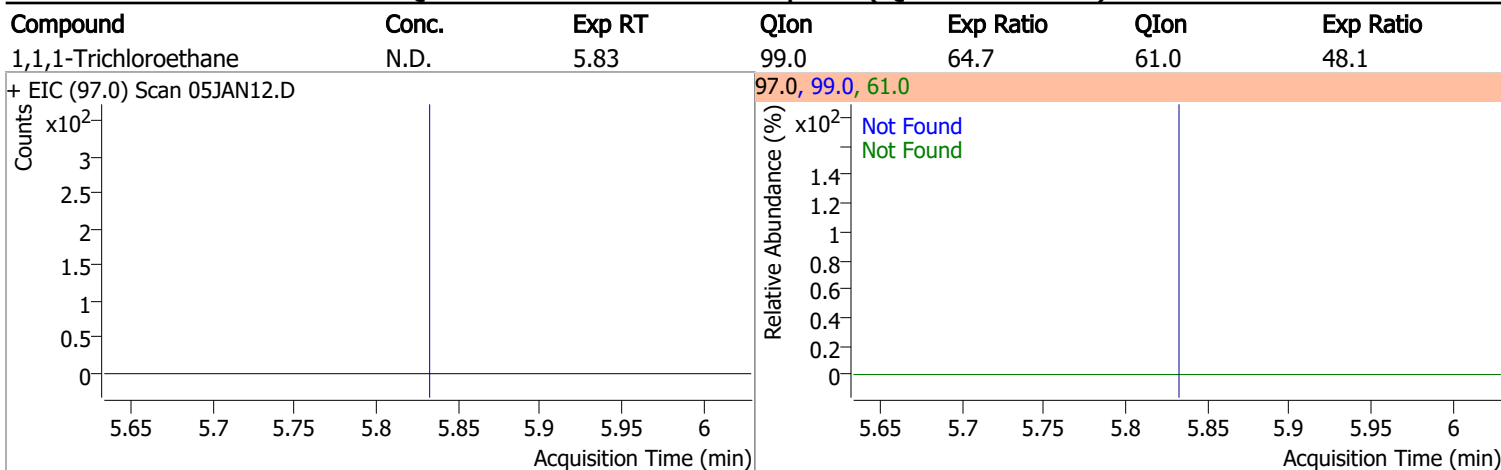 Compound Conc. Exp RT QIon Exp Ratio QIon Exp Ratio
1,1,1-Trichloroethane N.D. 5.83 99.0 64.7 61.0 48.1
+ EIC (97.0) Scan 05JAN12.D
Counts
x10²
3
2.5
2
1.5
1
0.5
0
5.65 5.7 5.75 5.8 5.85 5.9 5.95 6
Acquisition Time (min)
97.0, 99.0, 61.0
Relative Abundance (%)
x10²
Not Found
Not Found
1.4
1.2
1
0.8
0.6
0.4
0.2
0
5.65 5.7 5.75 5.8 5.85 5.9 5.95 6
Acquisition Time (min)